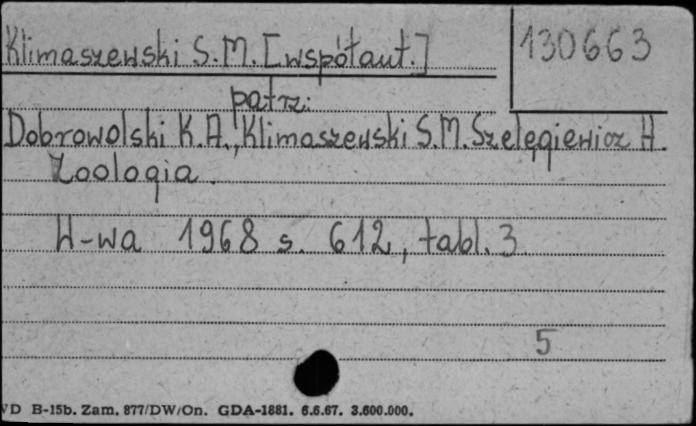 Klimaszewski S.M. [współaut.]
130663
patrz:
Dobrowolski K.A., Klimaszewski S.M. Szelęgiewicz H.
Zoologia.
W-wa 1968 s. 612, tabl. 3
5
VD B-15b. Zam. 877/DW/On. GDA-1881. 6.6.67. 3.600.000.